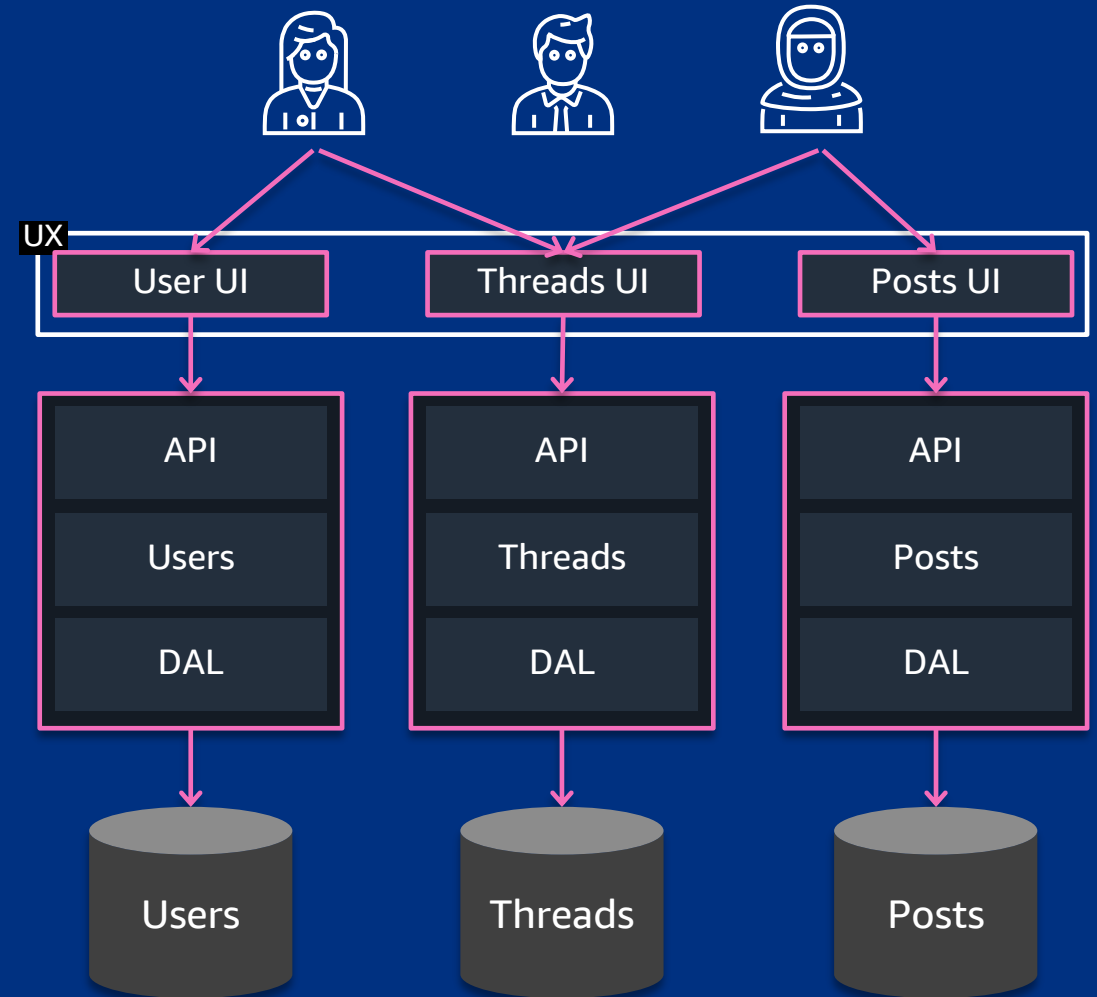 UX
User UI
Threads UI
Posts UI
API
API
API
Users
Threads
Posts
DAL
DAL
DAL
Users
Threads
Posts